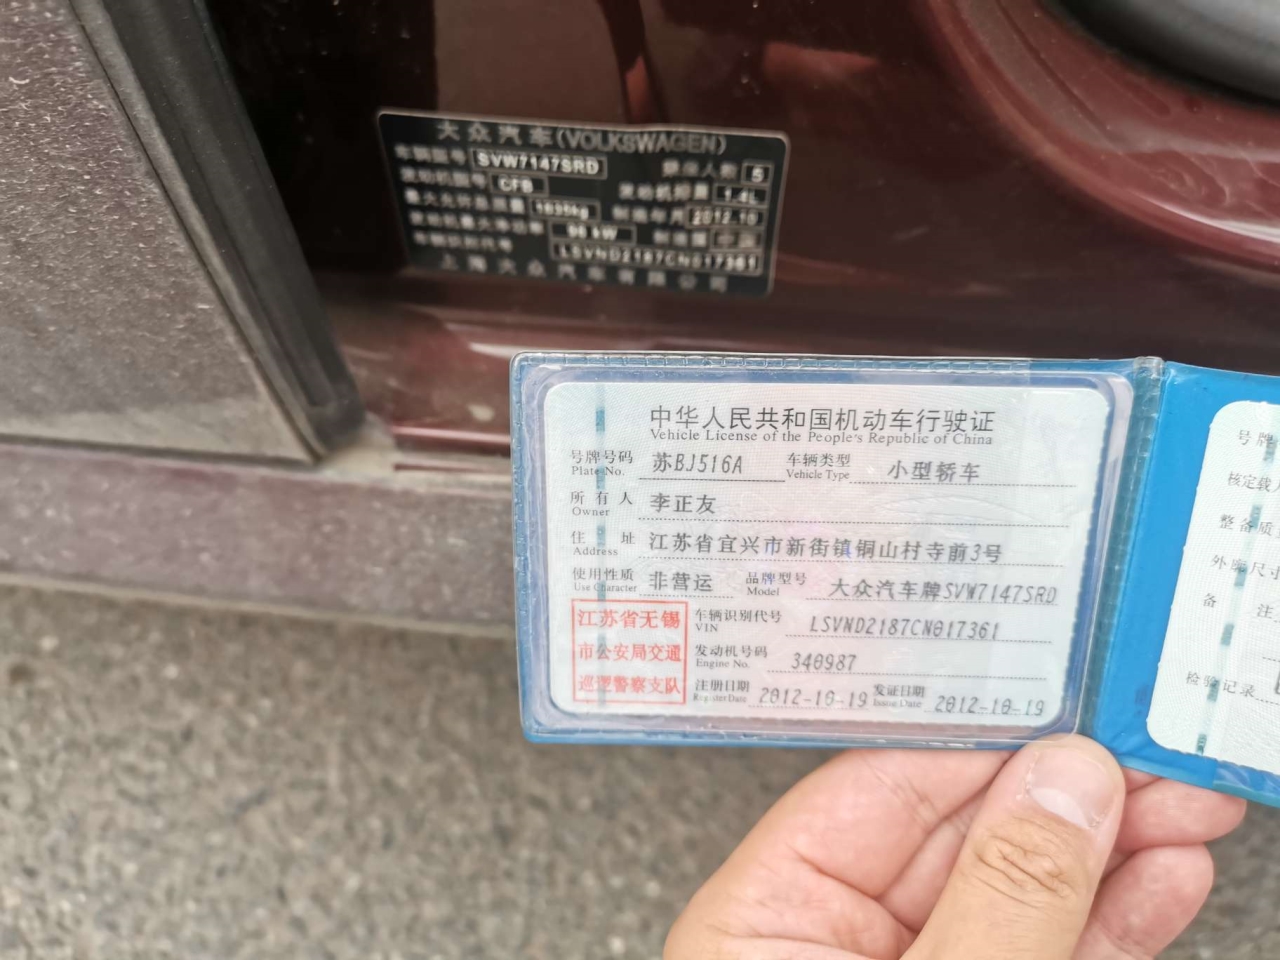 大众汽车(VOLKSWAGEN)
车辆型号 SVW7147SRD 乘坐人数 5
发动机型号 CFB 发动机排量 1.4L
最大允许总质量 制造年月 2012.10
发动机最大净功率 96 kW 制造国 中国
车辆识别代号 LSVND2187CN017361
上海大众汽车有限公司
中华人民共和国机动车行驶证
Vehicle License of the People's Republic of China
号牌号码 苏BJ516A 车辆类型 小型轿车
Plate No. Vehicle Type
所有人 李正友
Owner
住址 江苏省宜兴市新街镇铜山村寺前3号
Address
使用性质 非营运 品牌型号 大众汽车牌SVW7147SRD
Use Character Model
江苏省无锡
市公安局交通
巡逻警察支队
车辆识别代号 LSVND2187CN017361
VIN
发动机号码 340987
Engine No.
注册日期 2012-10-19 发证日期 2012-10-19
Register Date Issue Date
号牌
核定载人
整备质
外廓尺寸
备注
检验记录